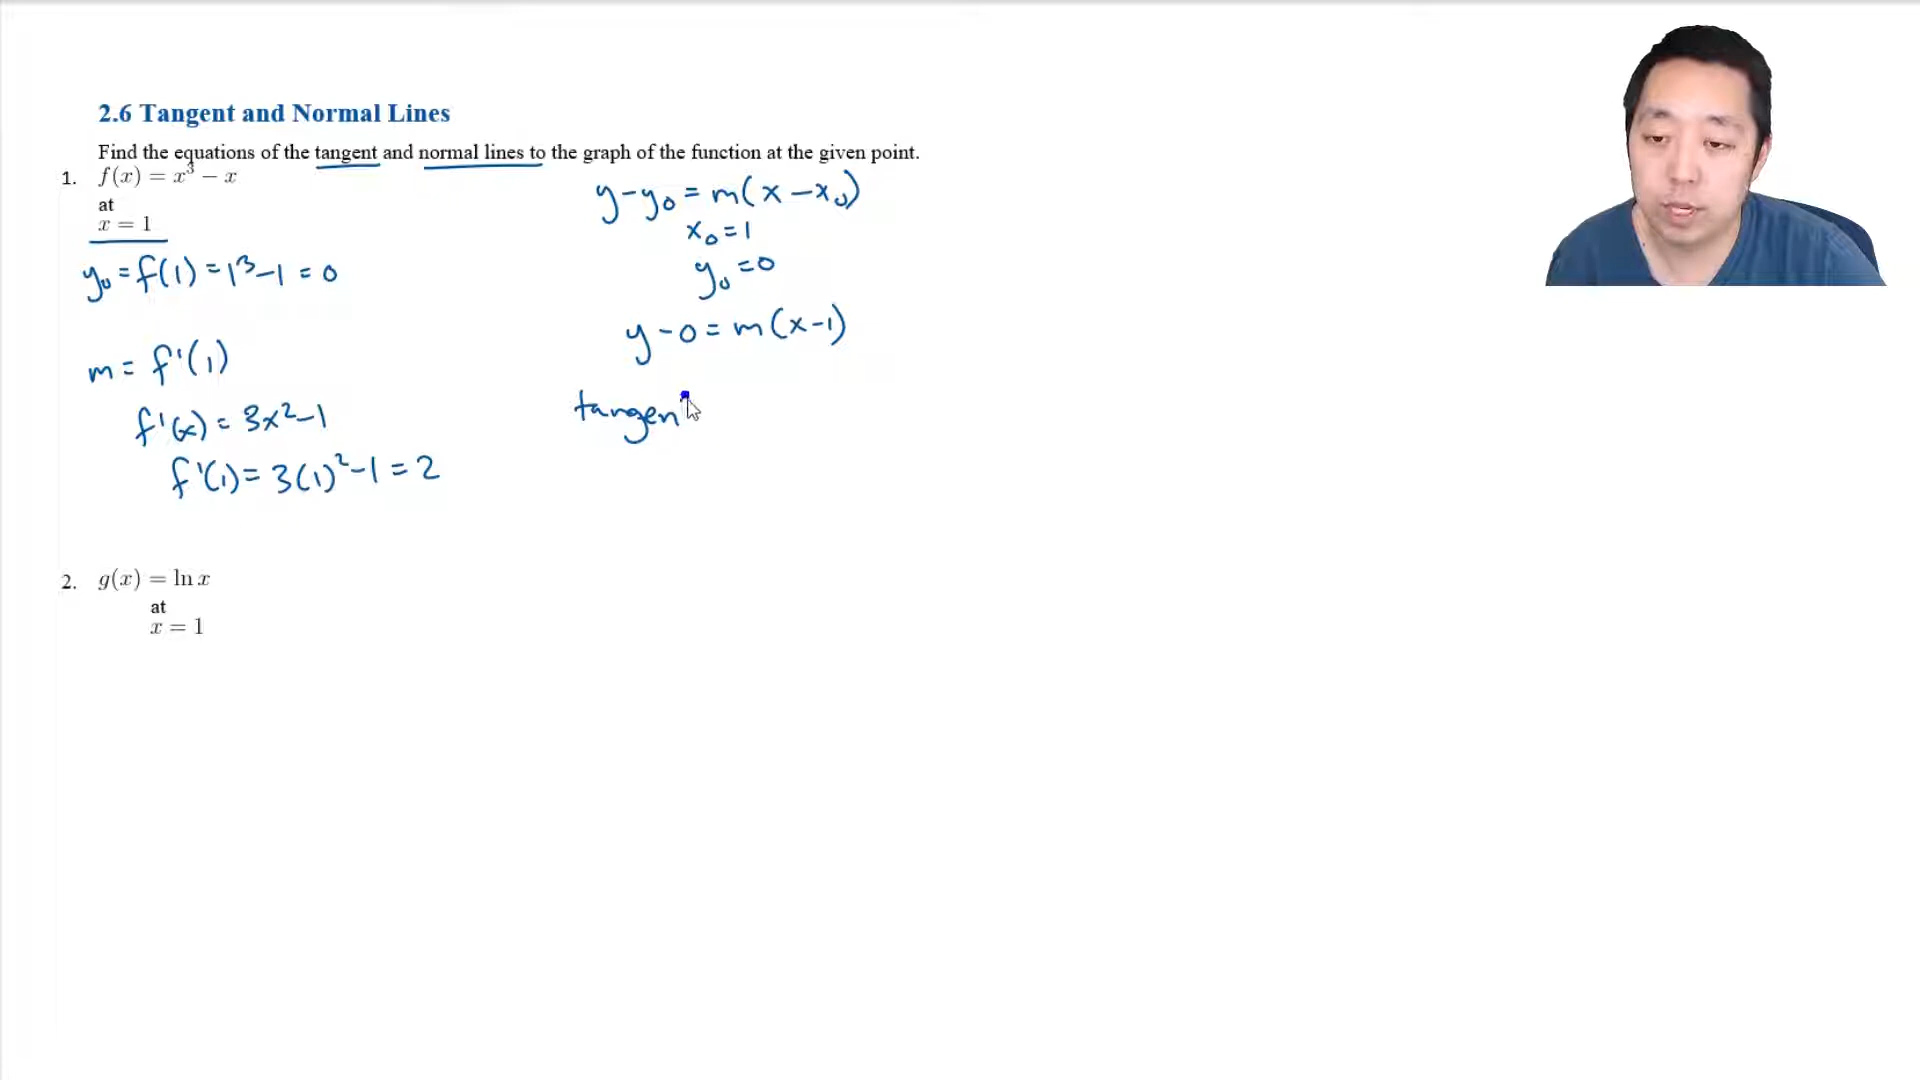 2.6 Tangent and Normal Lines
Find the equations of the tangent and normal lines to the graph of the function at the given point.
1. f(x) = x³ − x
at
x = 1
y₀ = f(1) = 1³ − 1 = 0
m = f'(1)
f'(x) = 3x² − 1
f'(1) = 3(1)² − 1 = 2
y − y₀ = m(x − x₀)
x₀ = 1
y₀ = 0
y − 0 = m(x − 1)
tangen
2. g(x) = ln x
at
x = 1